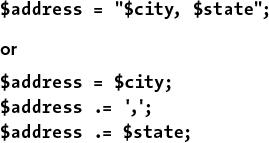 $address = "$city, $state";
or
$address = $city;
$address .= ',';
$address .= $state;